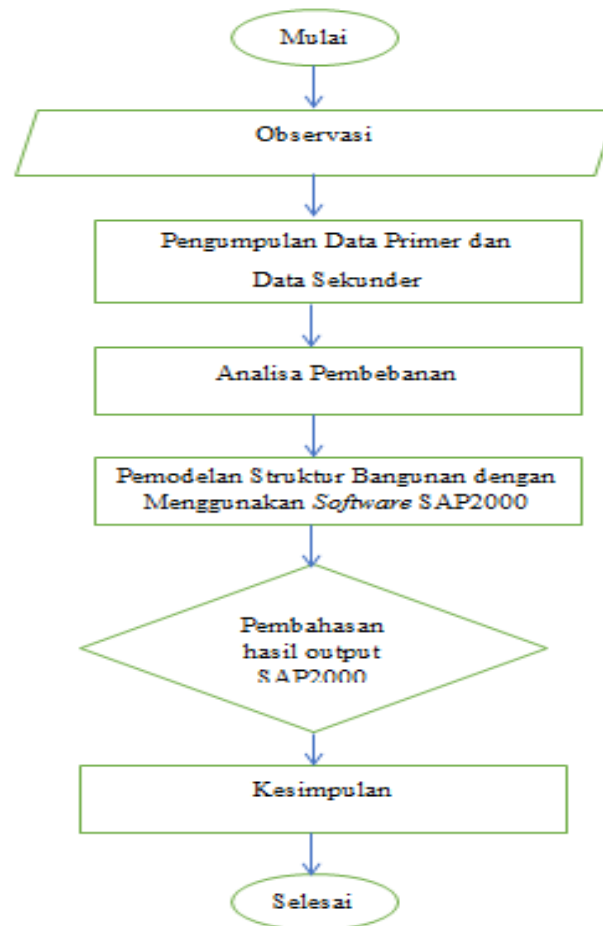 Mulai
Observasi
Pengumpulan Data Primer dan
Data Sekunder
Analisa Pembebanan
Pemodelan Struktur Bangunan dengan
Menggunakan Software SAP2000
Pembahasan
hasil output
SAP2000
Kesimpulan
Selesai